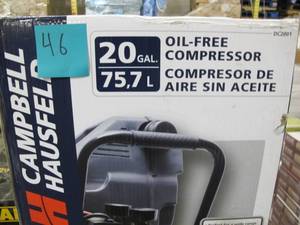 46
CAMPBELL
HAUSFELD
20 GAL.
75,7 L
OIL-FREE
COMPRESSOR
COMPRESOR DE
AIRE SIN ACEITE